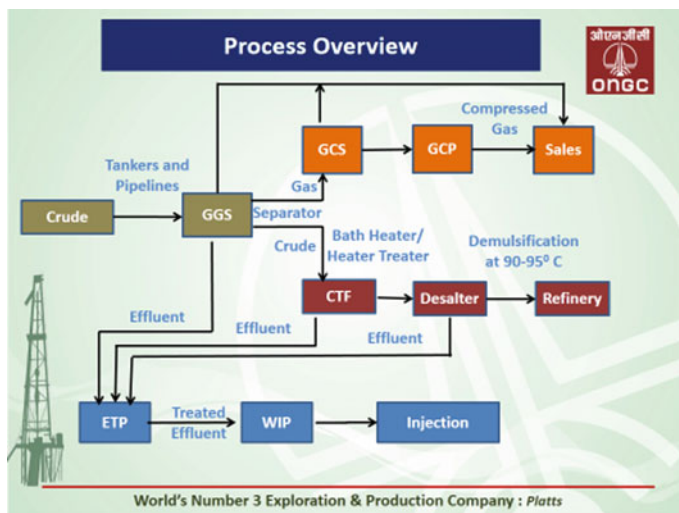 Process Overview
ओएनजीसी
ONGC
Compressed
Gas
GCS
GCP
Sales
Tankers and
Pipelines
Gas
Crude
GGS
Separator
Crude
Bath Heater/
Heater Treater
Demulsification
at 90-95⁰ C
CTF
Desalter
Refinery
Effluent
Effluent
Effluent
ETP
Treated
Effluent
WIP
Injection
World's Number 3 Exploration & Production Company : Platts